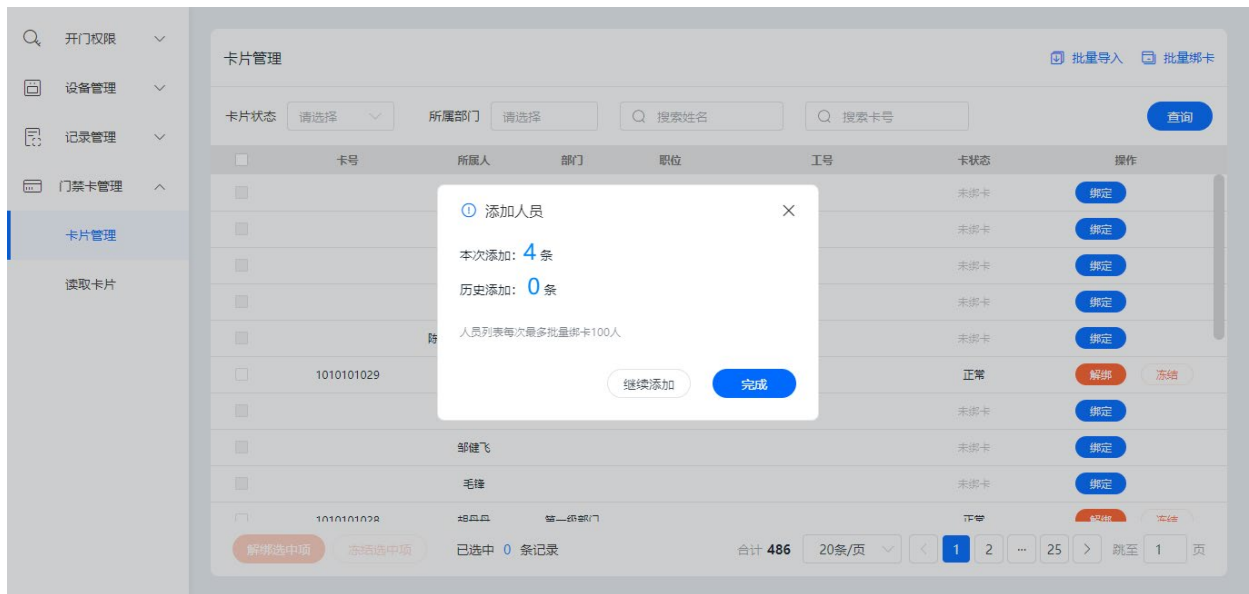 开门权限
设备管理
记录管理
门禁卡管理
卡片管理
读取卡片
卡片管理
批量导入 批量绑卡
卡片状态 请选择 所属部门 请选择 搜索姓名 搜索卡号 查询
卡号 所属人 部门 职位 工号 卡状态 操作
未绑卡 绑定
未绑卡 绑定
未绑卡 绑定
未绑卡 绑定
陈 未绑卡 绑定
1010101029 正常 解绑 冻结
未绑卡 绑定
邹健飞 未绑卡 绑定
毛锋 未绑卡 绑定
1010101028 胡丹丹 第一级部门 正常 解绑 冻结
添加人员
本次添加: 4 条
历史添加: 0 条
人员列表每次最多批量绑卡100人
继续添加 完成
解绑选中项 冻结选中项 已选中 0 条记录 合计 486 20条/页 1 2 ... 25 跳至 1 页